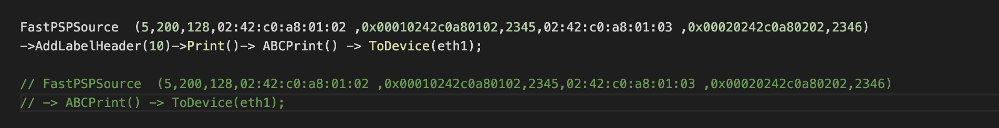 FastPSPSource  (5,200,128,02:42:c0:a8:01:02 ,0x00010242c0a80102,2345,02:42:c0:a8:01:03 ,0x00020242c0a80202,2346)
->AddLabelHeader(10)->Print()-> ABCPrint() -> ToDevice(eth1);
// FastPSPSource  (5,200,128,02:42:c0:a8:01:02 ,0x00010242c0a80102,2345,02:42:c0:a8:01:03 ,0x00020242c0a80202,2346)
// -> ABCPrint() -> ToDevice(eth1);